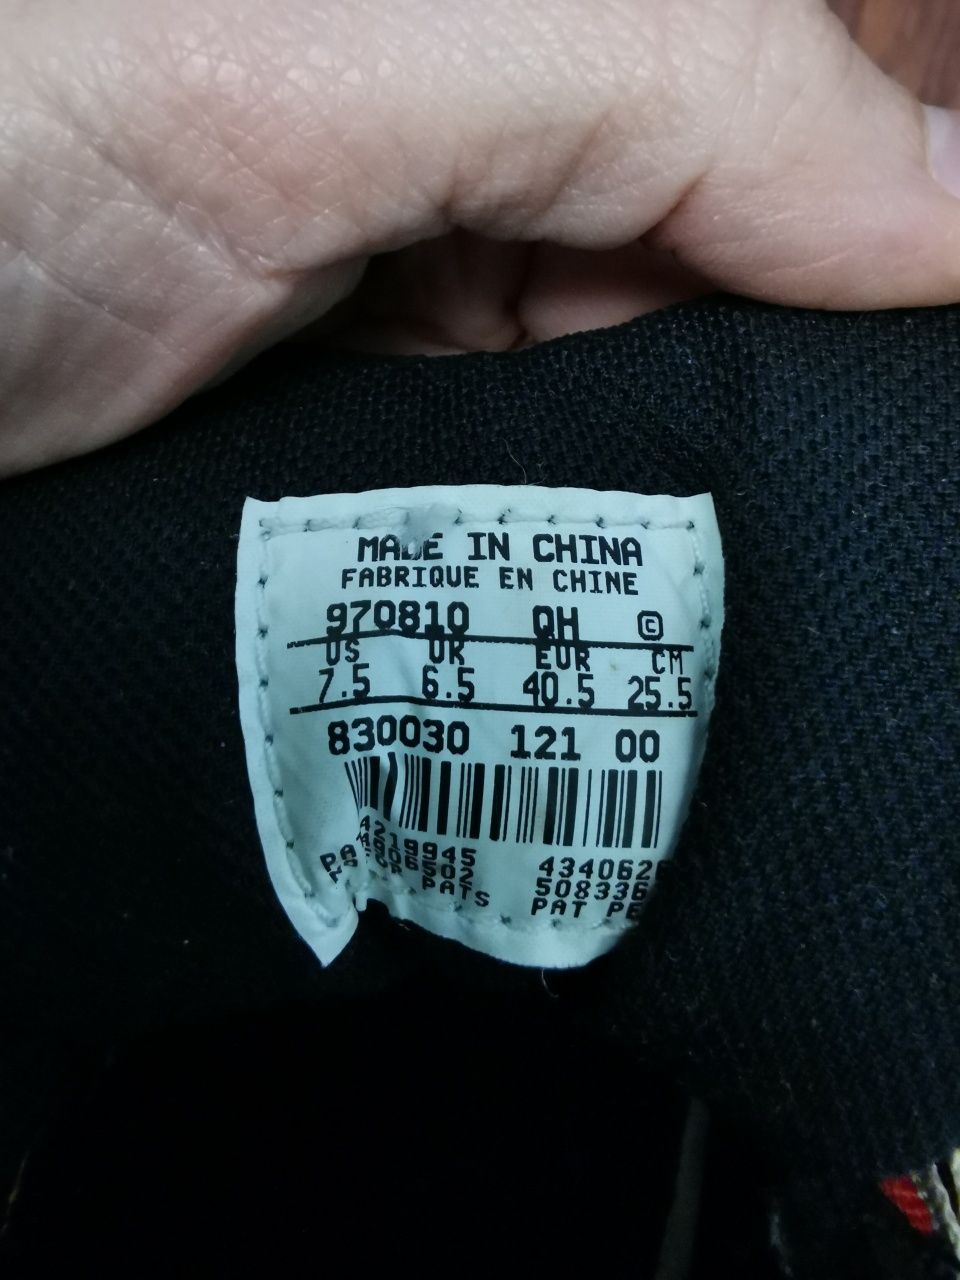 MADE IN CHINA
FABRIQUE EN CHINE
970810 QH ©
US UK EUR CM
7.5 6.5 40.5 25.5
830030 121 00
4219945 434062
508336
PATS PAT